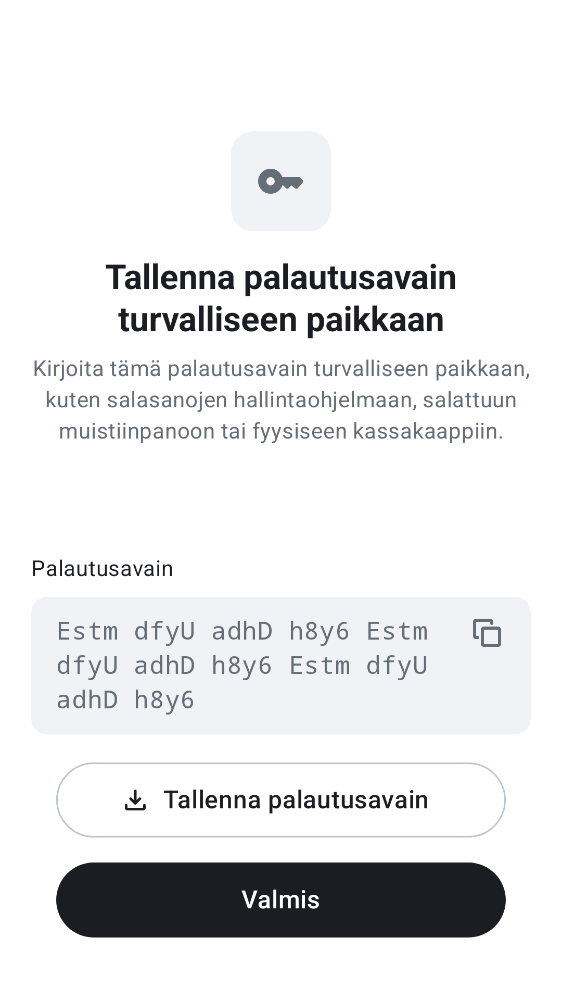 Tallenna palautusavain
turvalliseen paikkaan
Kirjoita tämä palautusavain turvalliseen paikkaan,
kuten salasanojen hallintaohjelmaan, salattuun
muistiinpanoon tai fyysiseen kassakaappiin.
Palautusavain
Estm dfyU adhD h8y6 Estm
dfyU adhD h8y6 Estm dfyU
adhD h8y6
Tallenna palautusavain
Valmis